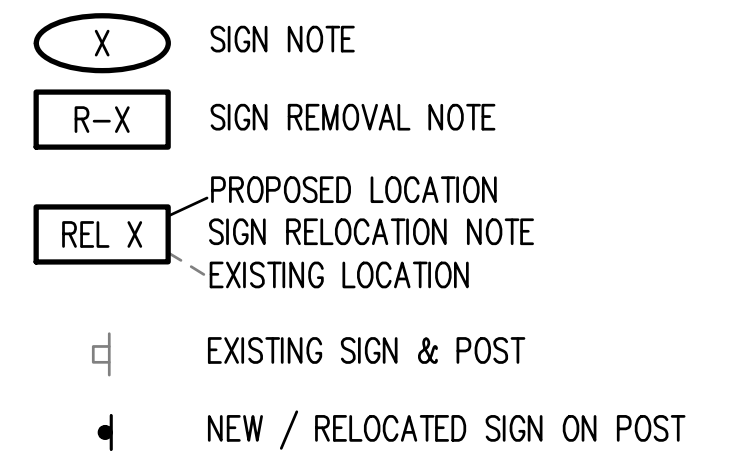 X SIGN NOTE
R-X SIGN REMOVAL NOTE
PROPOSED LOCATION
REL X SIGN RELOCATION NOTE
EXISTING LOCATION
EXISTING SIGN & POST
NEW / RELOCATED SIGN ON POST